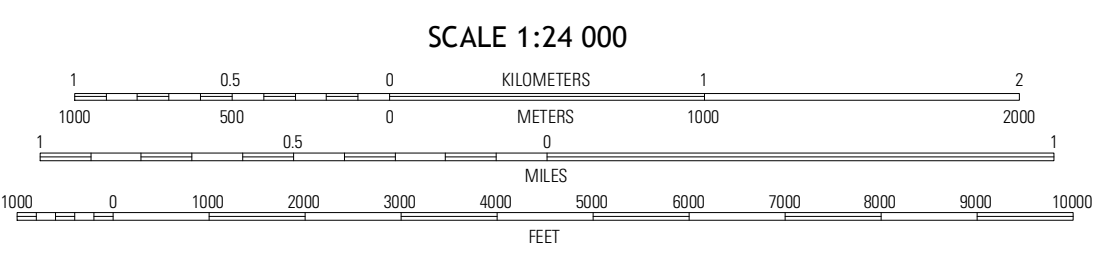 SCALE 1:24 000
1 0.5 0 KILOMETERS 1 2
1000 500 0 METERS 1000 2000
1 0.5 0 1
MILES
1000 0 1000 2000 3000 4000 5000 6000 7000 8000 9000 10000
FEET